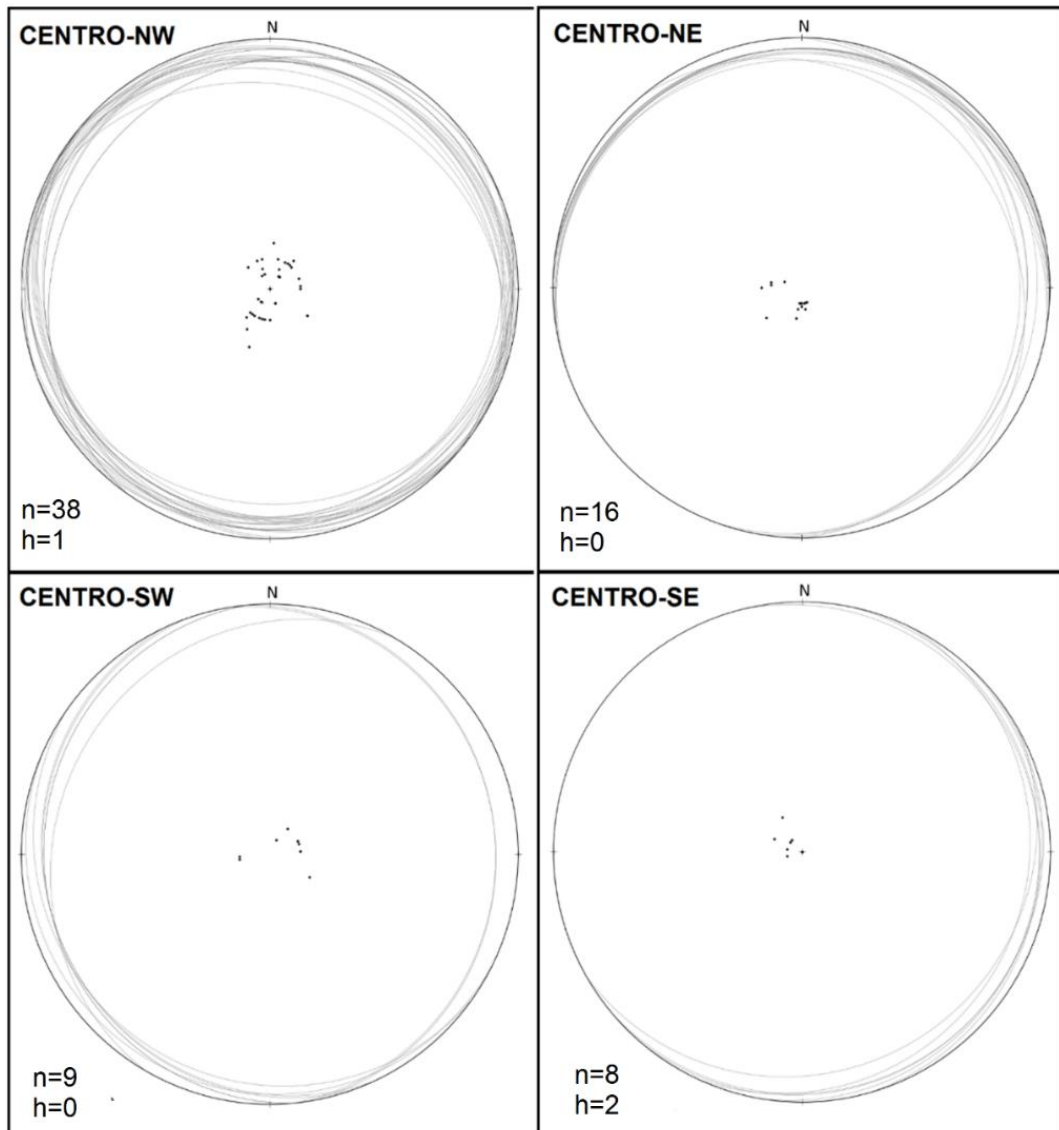 CENTRO-NW
N
n=38
h=1
CENTRO-NE
N
n=16
h=0
CENTRO-SW
N
n=9
h=0
CENTRO-SE
N
n=8
h=2